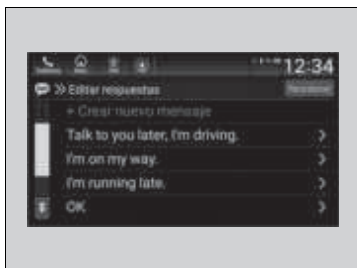 12:34
Editar respuestas
+ Crear nuevo mensaje
Talk to you later, I'm driving.
I'm on my way.
I'm running late.
OK